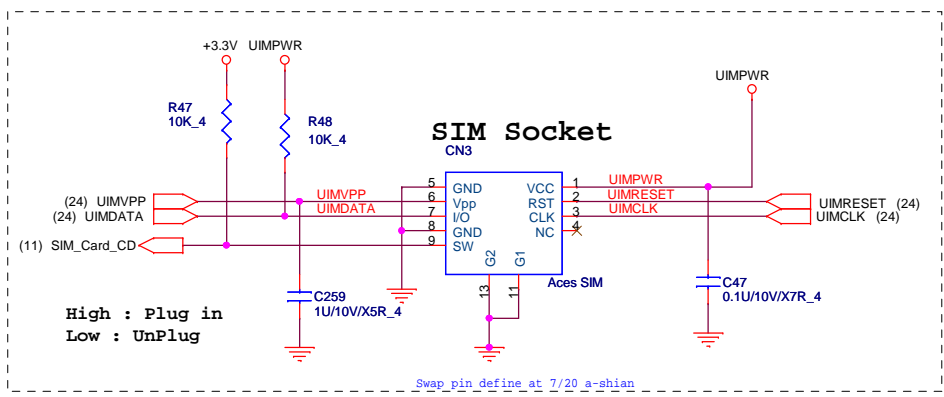 +3.3V UIMPWR
UIMPWR
R47
10K_4
R48
10K_4
SIM Socket
CN3
5 GND VCC 1 UIMPWR
(24) UIMVPP UIMVPP 6 Vpp RST 2 UIMRESET UIMRESET (24)
(24) UIMDATA UIMDATA 7 I/O CLK 3 UIMCLK UIMCLK (24)
8 GND NC 4
(11) SIM_Card_CD 9 SW
G2 G1
13 11
Aces SIM
C259
1U/10V/X5R_4
C47
0.1U/10V/X7R_4
High : Plug in
Low : UnPlug
Swap pin define at 7/20 a-shian